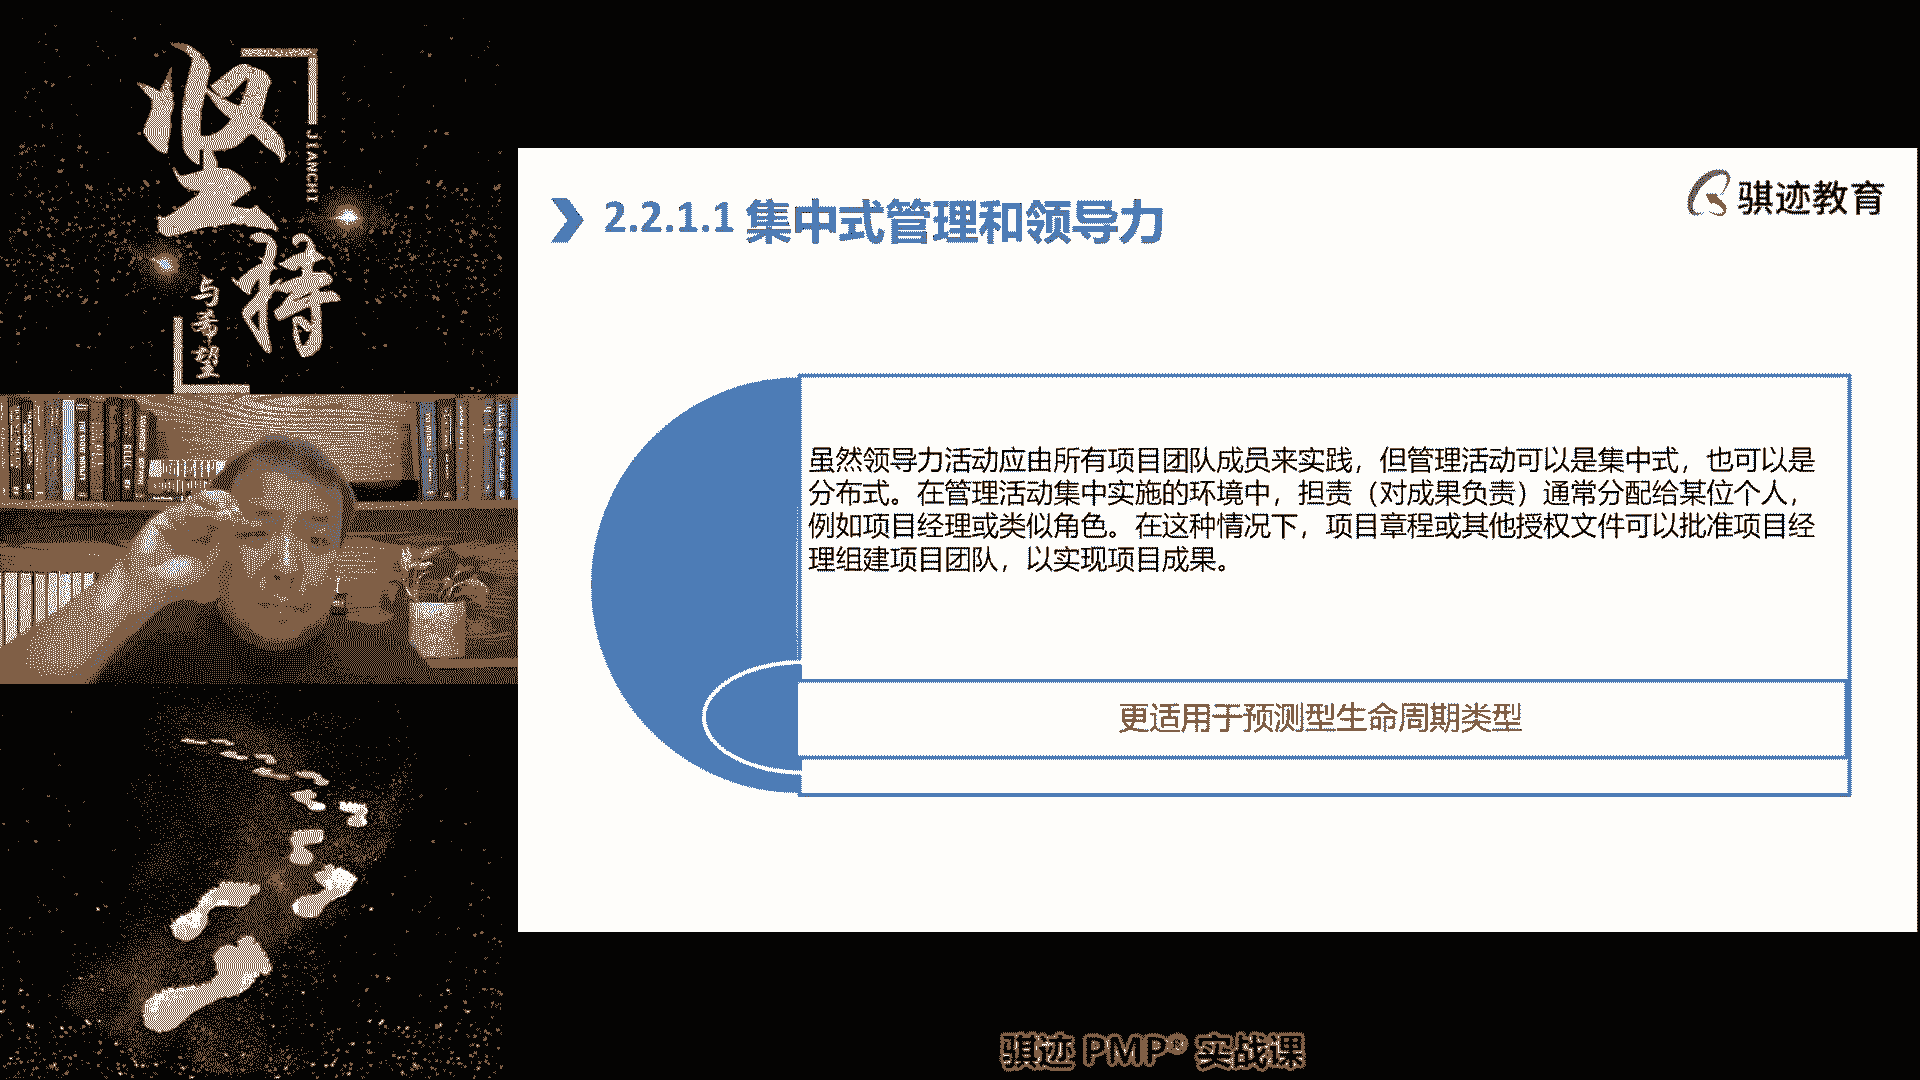 坚持
JIANCHI
与希望
2.2.1.1 集中式管理和领导力
骐迹教育
虽然领导力活动应由所有项目团队成员来实践，但管理活动可以是集中式，也可以是
分布式。在管理活动集中实施的环境中，担责（对成果负责）通常分配给某位个人，
例如项目经理或类似角色。在这种情况下，项目章程或其他授权文件可以批准项目经
理组建项目团队，以实现项目成果。
更适用于预测型生命周期类型
骐迹 PMP® 实战课